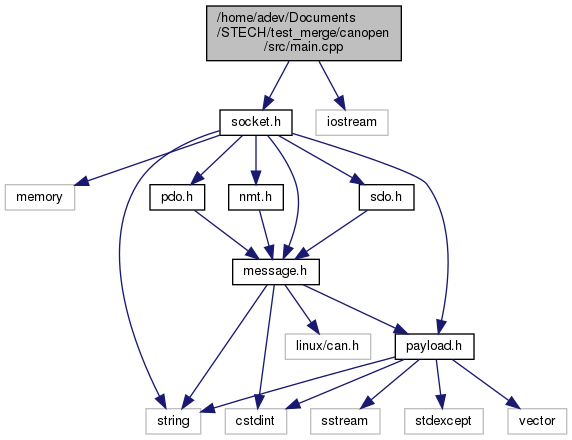 /home/adev/Documents
/STECH/test_merge/canopen
/src/main.cpp
socket.h
iostream
memory
pdo.h
nmt.h
sdo.h
message.h
linux/can.h
payload.h
string
cstdint
sstream
stdexcept
vector